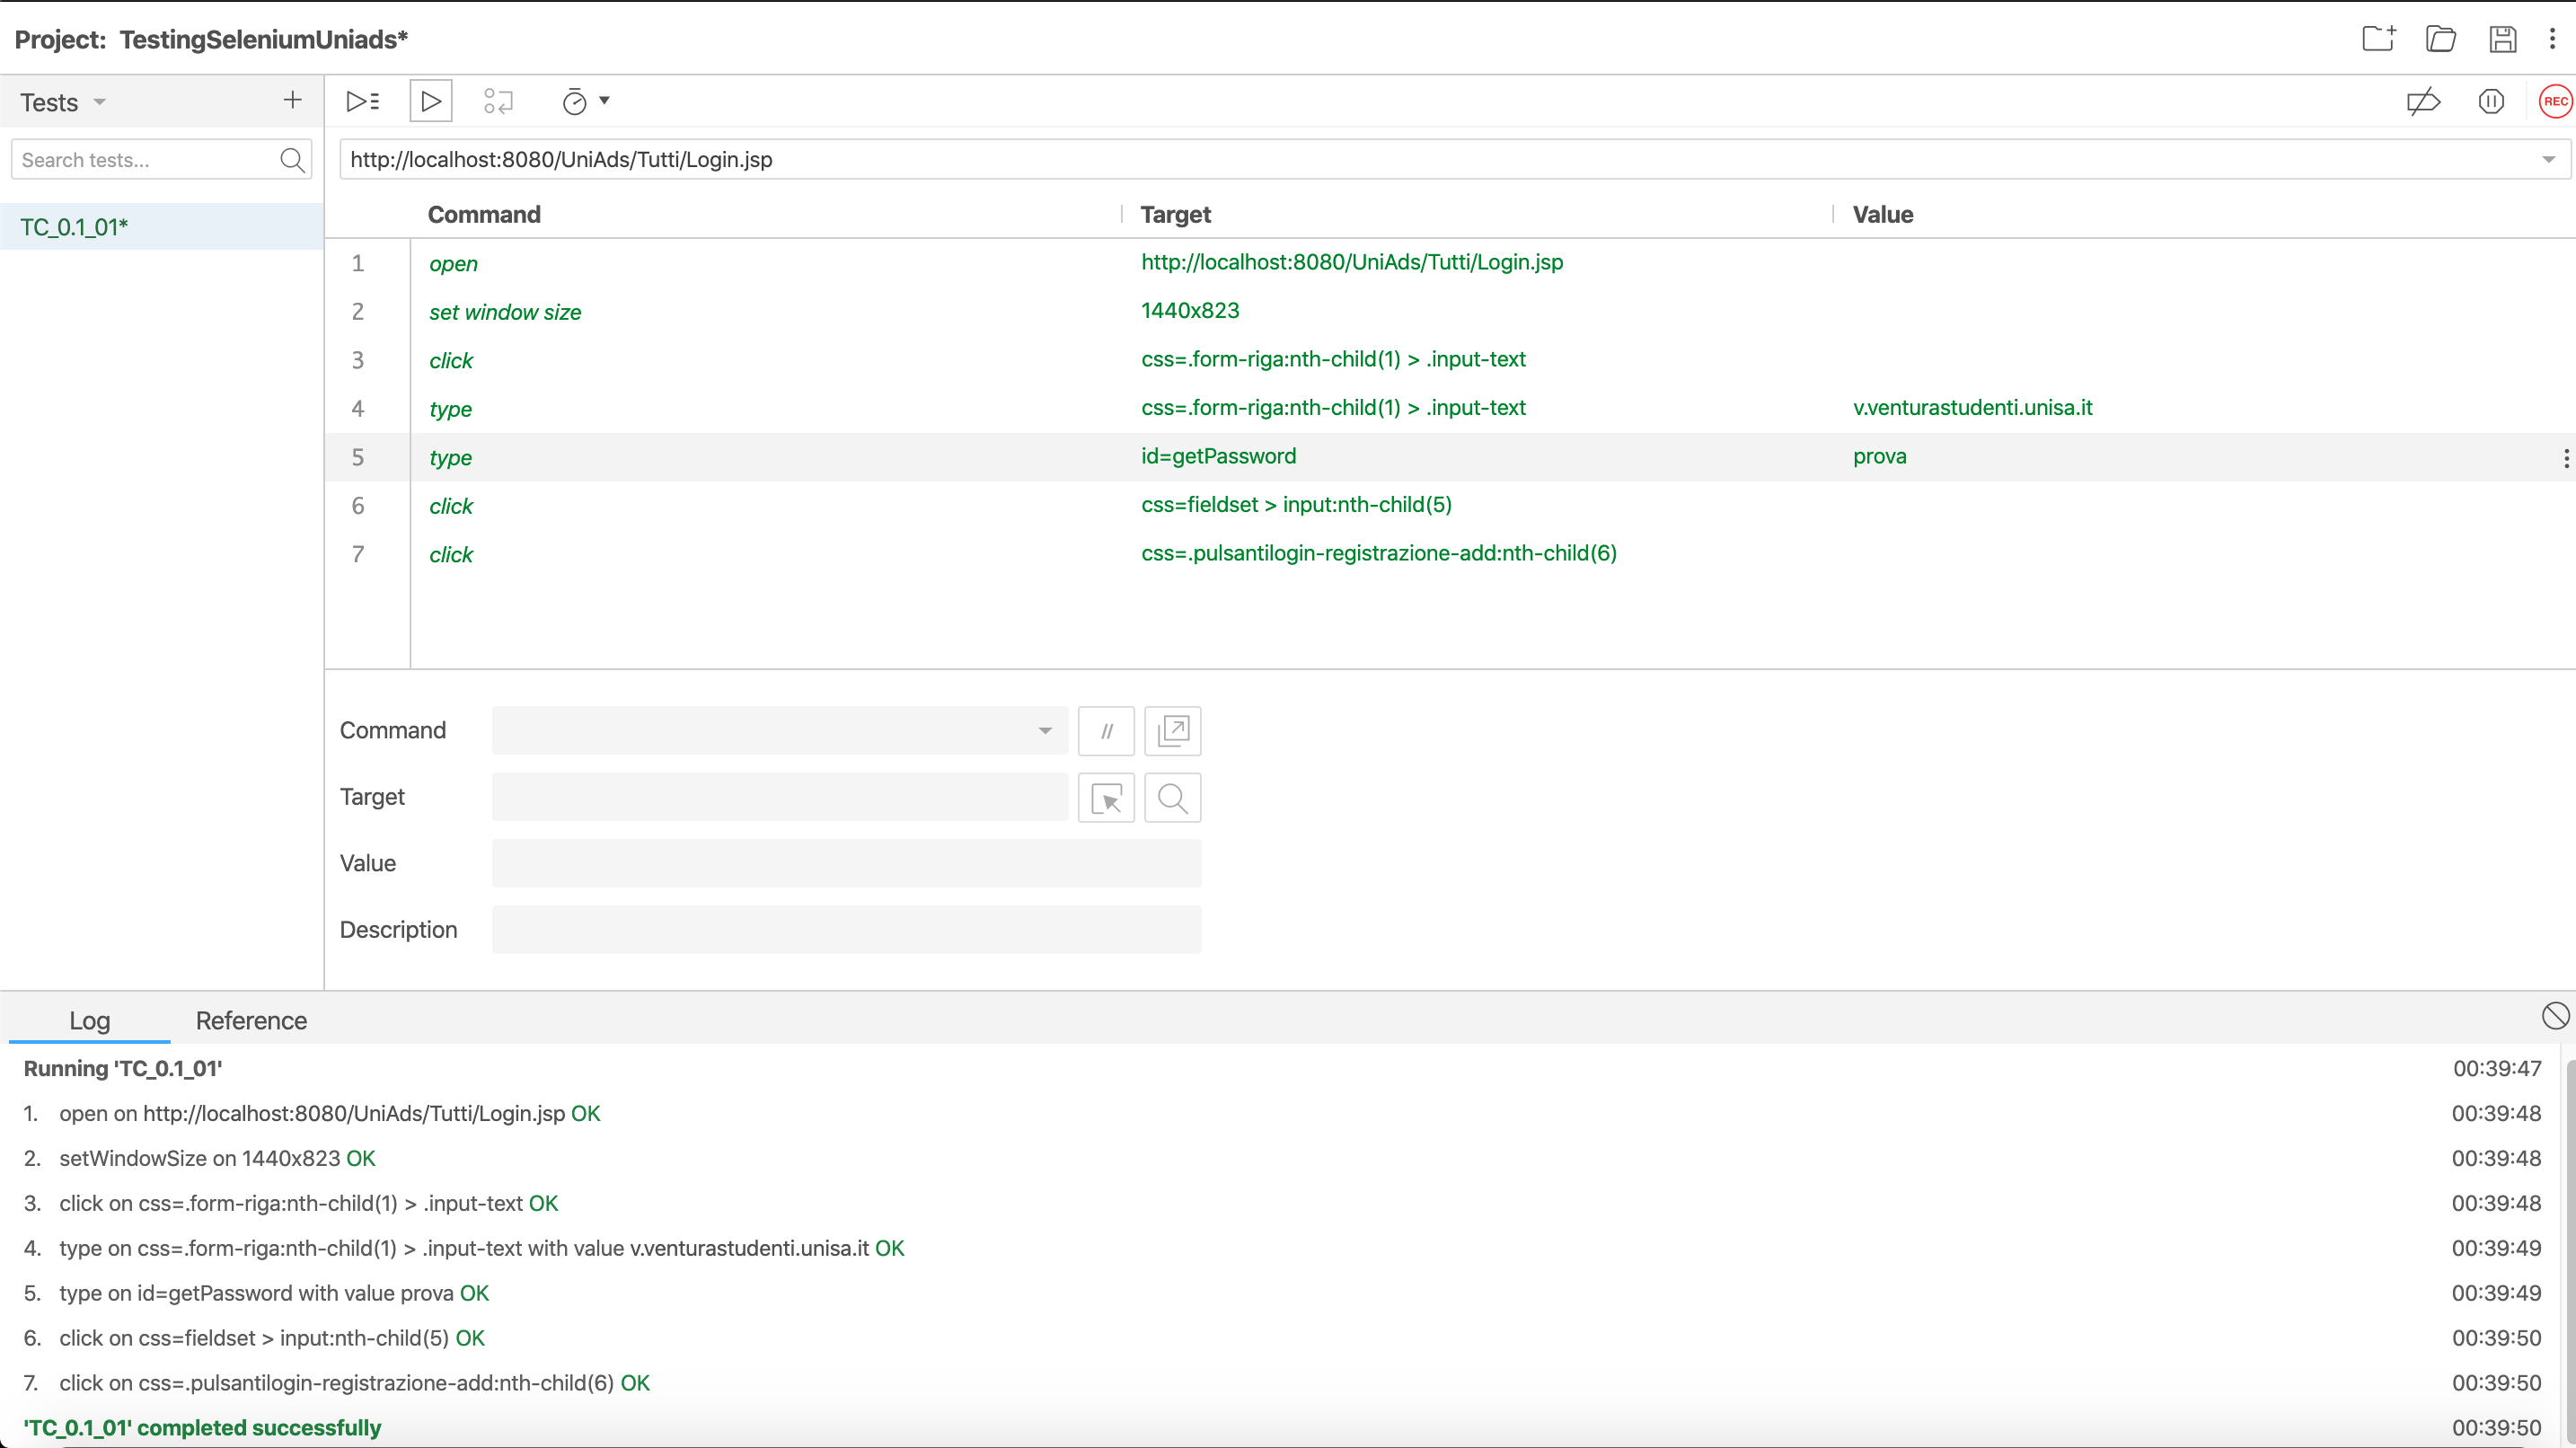 Project: TestingSeleniumUniads*
Tests
REC
Search tests...
http://localhost:8080/UniAds/Tutti/Login.jsp
TC_0.1_01*
Command Target Value
1 open http://localhost:8080/UniAds/Tutti/Login.jsp
2 set window size 1440x823
3 click css=.form-riga:nth-child(1) > .input-text
4 type css=.form-riga:nth-child(1) > .input-text v.venturastudenti.unisa.it
5 type id=getPassword prova
6 click css=fieldset > input:nth-child(5)
7 click css=.pulsantilogin-registrazione-add:nth-child(6)
Command //
Target
Value
Description
Log Reference
Running 'TC_0.1_01' 00:39:47
1. open on http://localhost:8080/UniAds/Tutti/Login.jsp OK 00:39:48
2. setWindowSize on 1440x823 OK 00:39:48
3. click on css=.form-riga:nth-child(1) > .input-text OK 00:39:48
4. type on css=.form-riga:nth-child(1) > .input-text with value v.venturastudenti.unisa.it OK 00:39:49
5. type on id=getPassword with value prova OK 00:39:49
6. click on css=fieldset > input:nth-child(5) OK 00:39:50
7. click on css=.pulsantilogin-registrazione-add:nth-child(6) OK 00:39:50
'TC_0.1_01' completed successfully 00:39:50